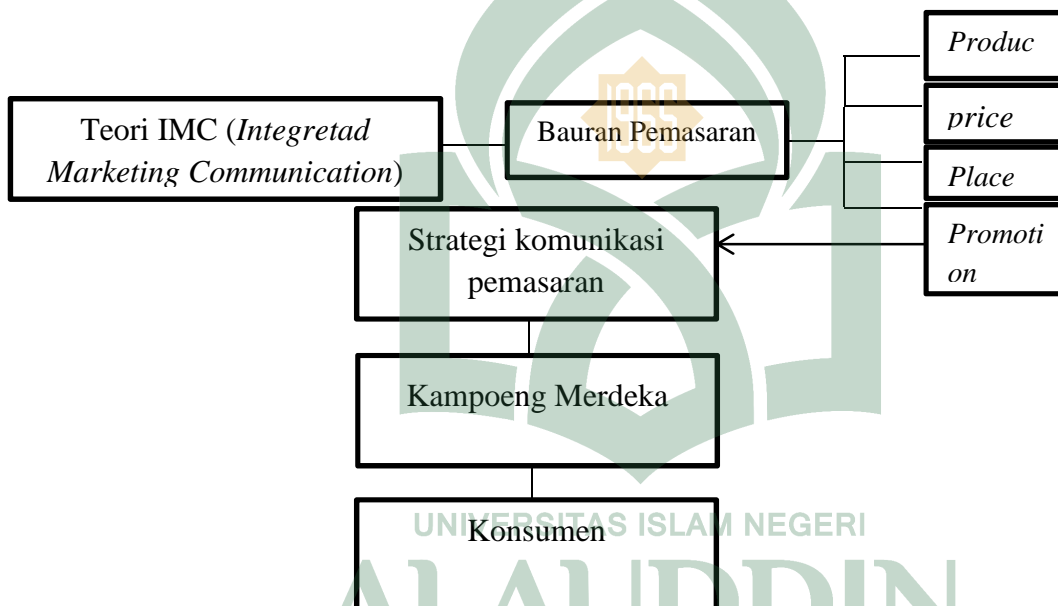 Teori IMC (Integretad
Marketing Communication)
Bauran Pemasaran
Produc
price
Place
Promoti
on
Strategi komunikasi
pemasaran
Kampoeng Merdeka
Konsumen
1965
UNIVERSITAS ISLAM NEGERI
ALAUDDIN